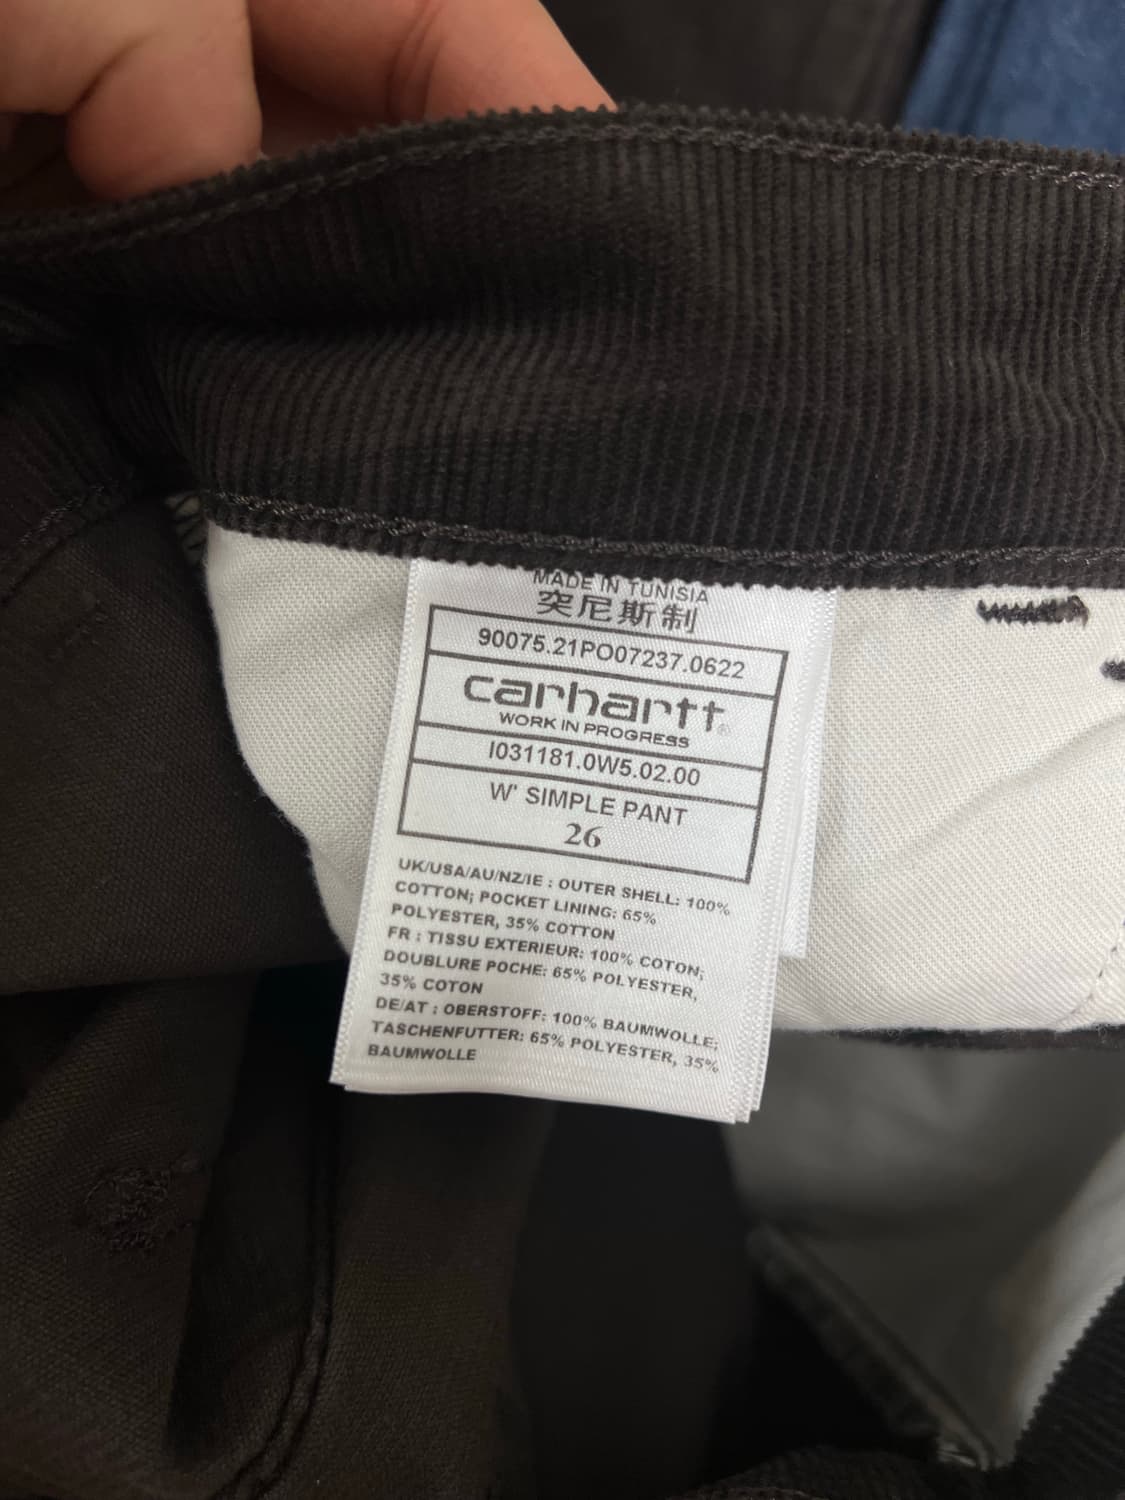 MADE IN TUNISIA
突尼斯制
90075.21PO07237.0622
carhartt®
WORK IN PROGRESS
I031181.0W5.02.00
W' SIMPLE PANT
26
UK/USA/AU/NZ/IE : OUTER SHELL: 100%
COTTON; POCKET LINING: 65%
POLYESTER, 35% COTTON
FR : TISSU EXTERIEUR: 100% COTON;
DOUBLURE POCHE: 65% POLYESTER,
35% COTON
DE/AT : OBERSTOFF: 100% BAUMWOLLE;
TASCHENFUTTER: 65% POLYESTER, 35%
BAUMWOLLE